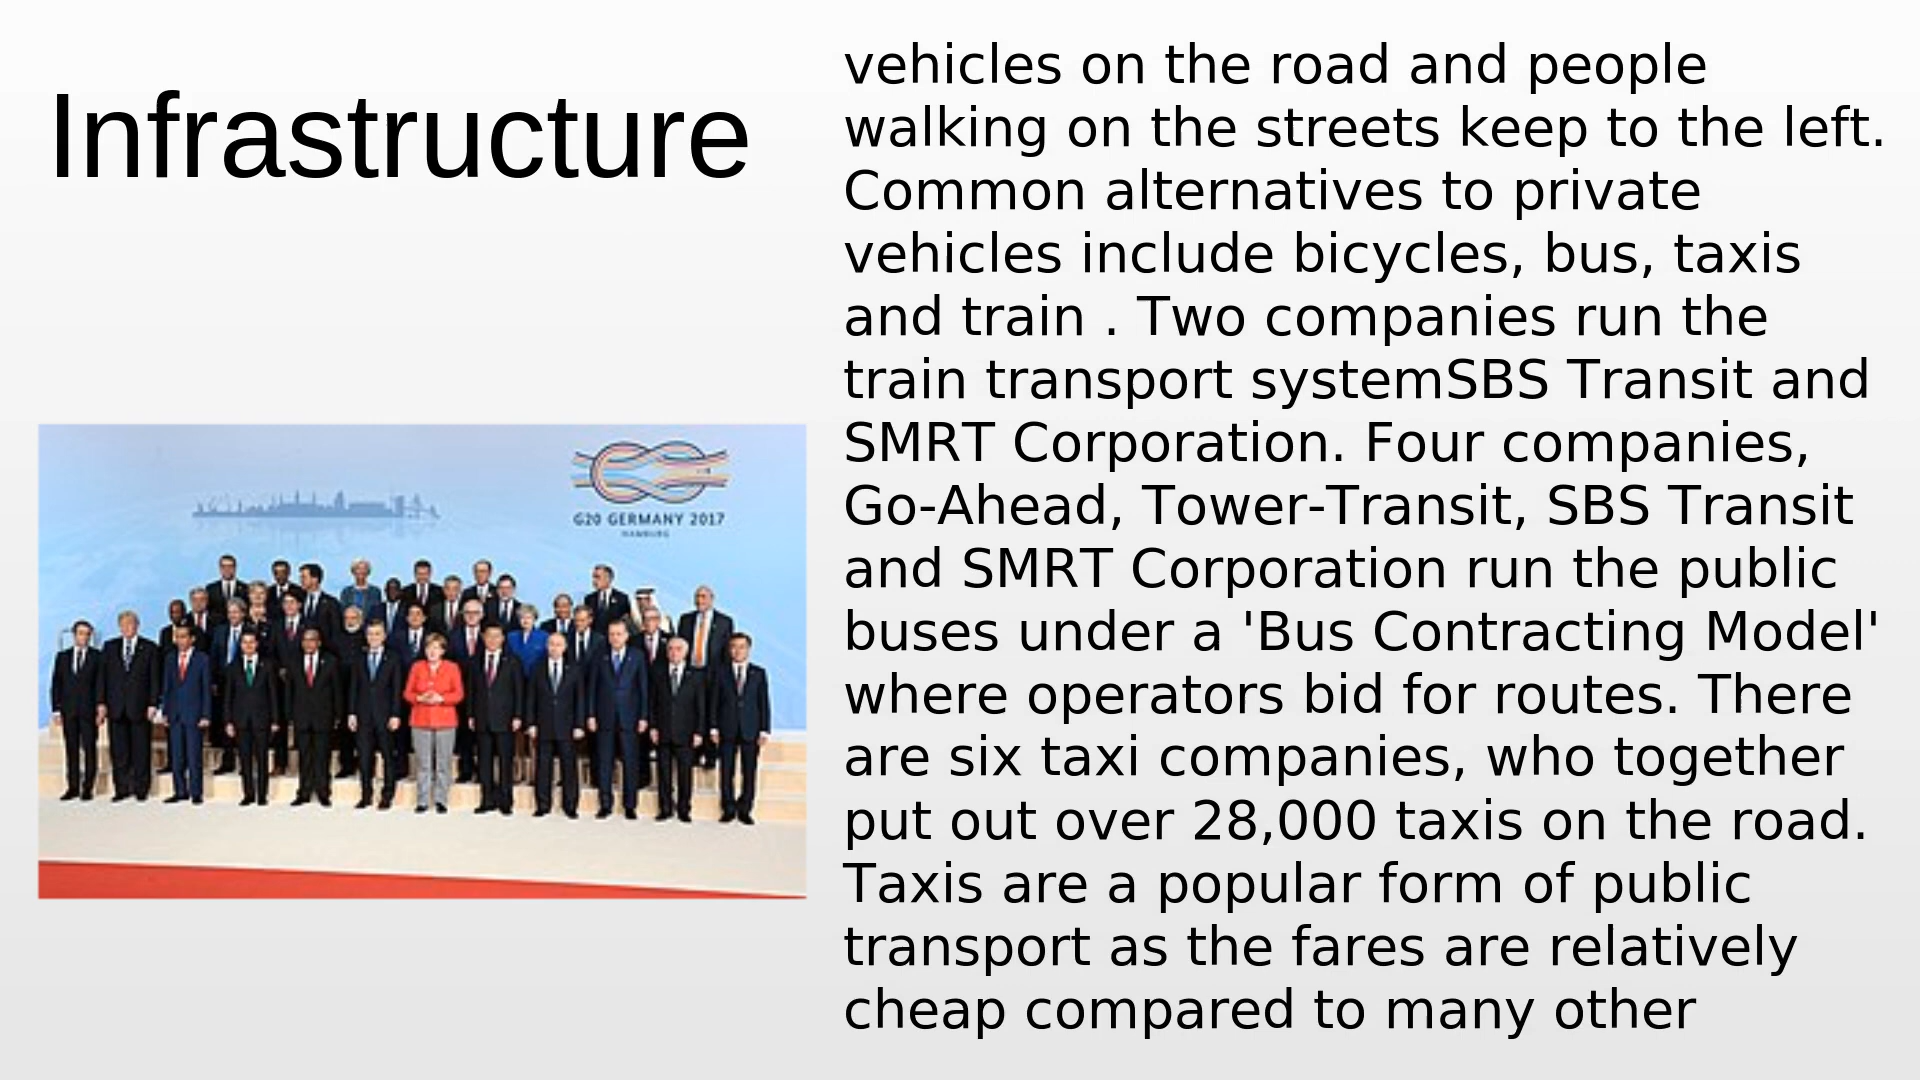 Infrastructure
vehicles on the road and people
walking on the streets keep to the left.
Common alternatives to private
vehicles include bicycles, bus, taxis
and train . Two companies run the
train transport systemSBS Transit and
SMRT Corporation. Four companies,
Go-Ahead, Tower-Transit, SBS Transit
and SMRT Corporation run the public
buses under a 'Bus Contracting Model'
where operators bid for routes. There
are six taxi companies, who together
put out over 28,000 taxis on the road.
Taxis are a popular form of public
transport as the fares are relatively
cheap compared to many other
G20 GERMANY 2017
HAMBURG